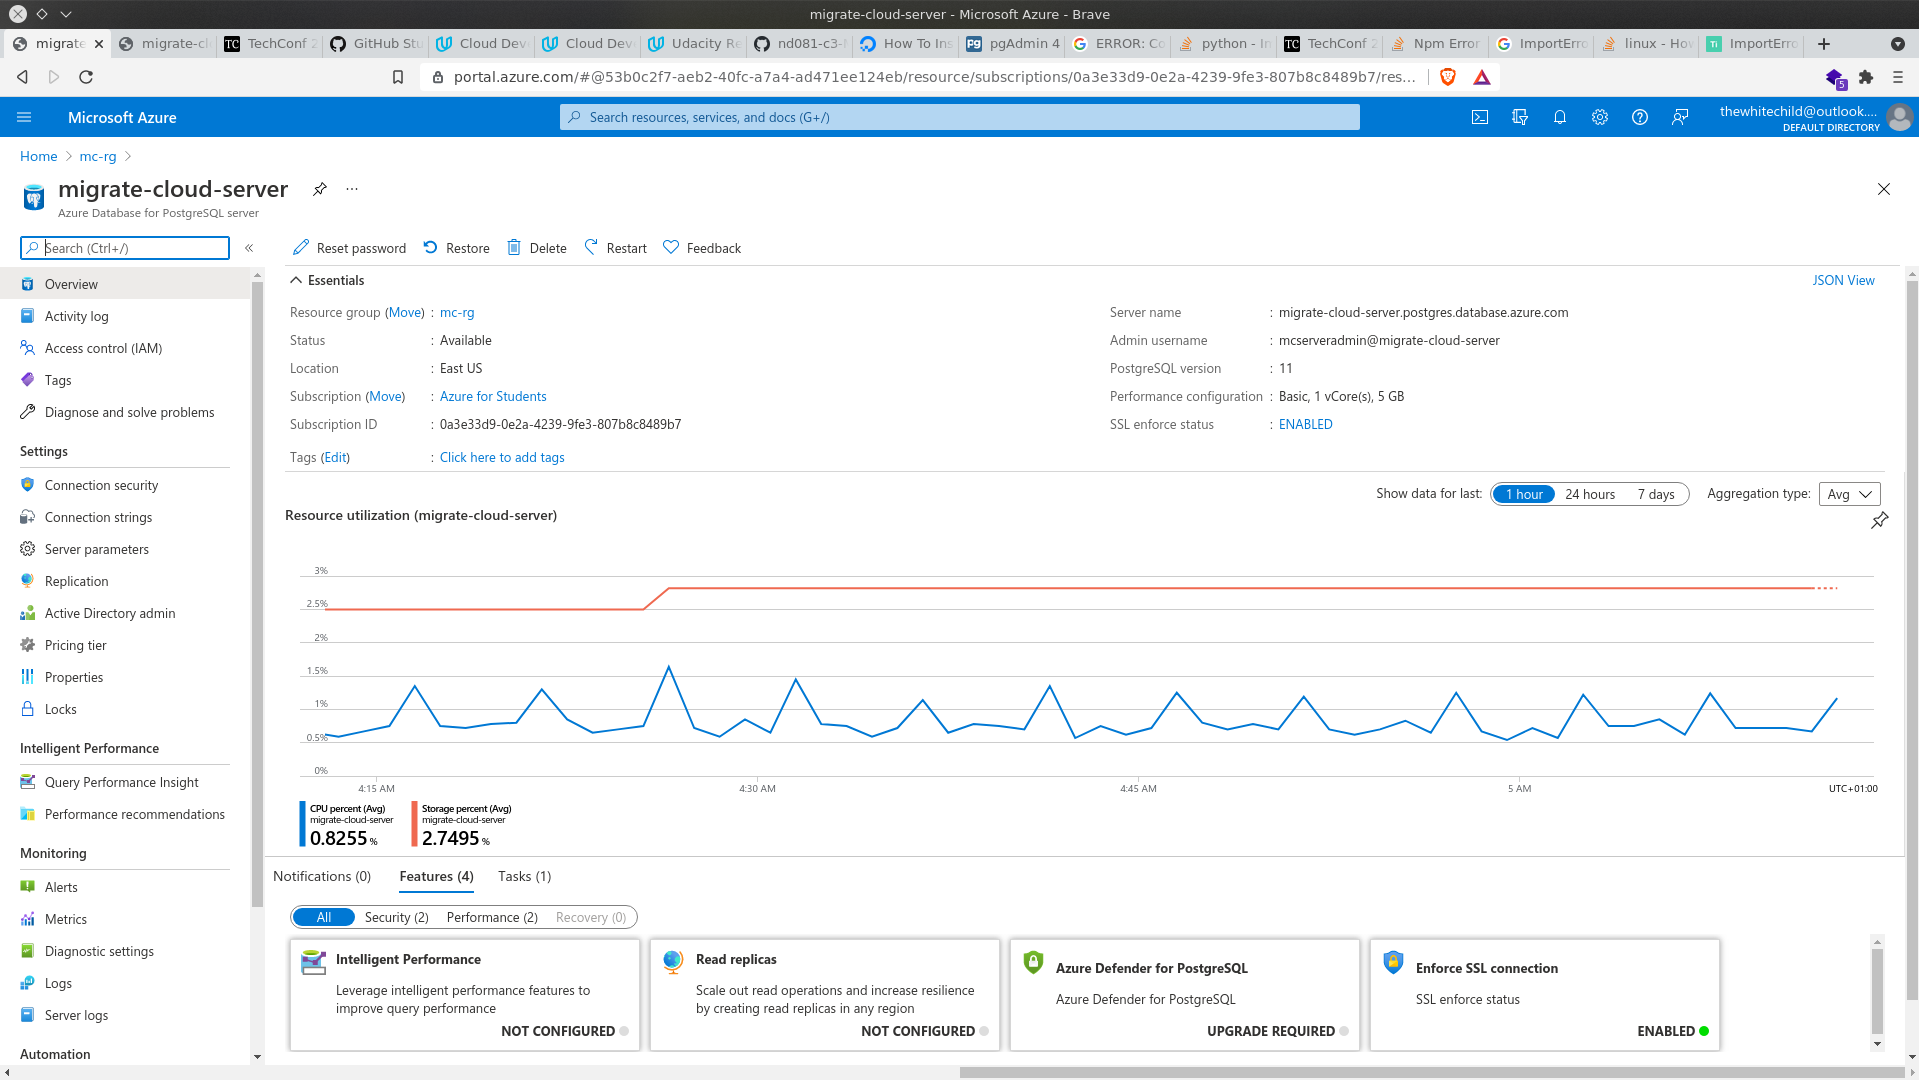 migrate-cloud-server - Microsoft Azure - Brave
migrate
migrate-cl
TechConf 2
GitHub Stu
Cloud Dev
Cloud Dev
Udacity Re
nd081-c3-
How To Ins
pgAdmin 4
ERROR: Co
python - In
TechConf 2
Npm Error
ImportErro
linux - How
ImportErro
portal.azure.com/#@53b0c2f7-aeb2-40fc-a7a4-ad471ee124eb/resource/subscriptions/0a3e33d9-0e2a-4239-9fe3-807b8c8489b7/res...
5
Microsoft Azure
Search resources, services, and docs (G+/)
thewhitechild@outlook....
DEFAULT DIRECTORY
Home
mc-rg
migrate-cloud-server
Azure Database for PostgreSQL server
Search (Ctrl+/)
Overview
Activity log
Access control (IAM)
Tags
Diagnose and solve problems
Settings
Connection security
Connection strings
Server parameters
Replication
Active Directory admin
Pricing tier
Properties
Locks
Intelligent Performance
Query Performance Insight
Performance recommendations
Monitoring
Alerts
Metrics
Diagnostic settings
Logs
Server logs
Automation
Reset password
Restore
Delete
Restart
Feedback
Essentials
JSON View
Resource group (Move) : mc-rg
Status : Available
Location : East US
Subscription (Move) : Azure for Students
Subscription ID : 0a3e33d9-0e2a-4239-9fe3-807b8c8489b7
Tags (Edit) : Click here to add tags
Server name : migrate-cloud-server.postgres.database.azure.com
Admin username : mcserveradmin@migrate-cloud-server
PostgreSQL version : 11
Performance configuration : Basic, 1 vCore(s), 5 GB
SSL enforce status : ENABLED
Show data for last: 1 hour 24 hours 7 days
Aggregation type: Avg
Resource utilization (migrate-cloud-server)
3%
2.5%
2%
1.5%
1%
0.5%
0%
4:15 AM
4:30 AM
4:45 AM
5 AM
UTC+01:00
CPU percent (Avg)
migrate-cloud-server
0.8255 %
Storage percent (Avg)
migrate-cloud-server
2.7495 %
Notifications (0)
Features (4)
Tasks (1)
All
Security (2)
Performance (2)
Recovery (0)
Intelligent Performance
Leverage intelligent performance features to
improve query performance
NOT CONFIGURED
Read replicas
Scale out read operations and increase resilience
by creating read replicas in any region
NOT CONFIGURED
Azure Defender for PostgreSQL
Azure Defender for PostgreSQL
UPGRADE REQUIRED
Enforce SSL connection
SSL enforce status
ENABLED